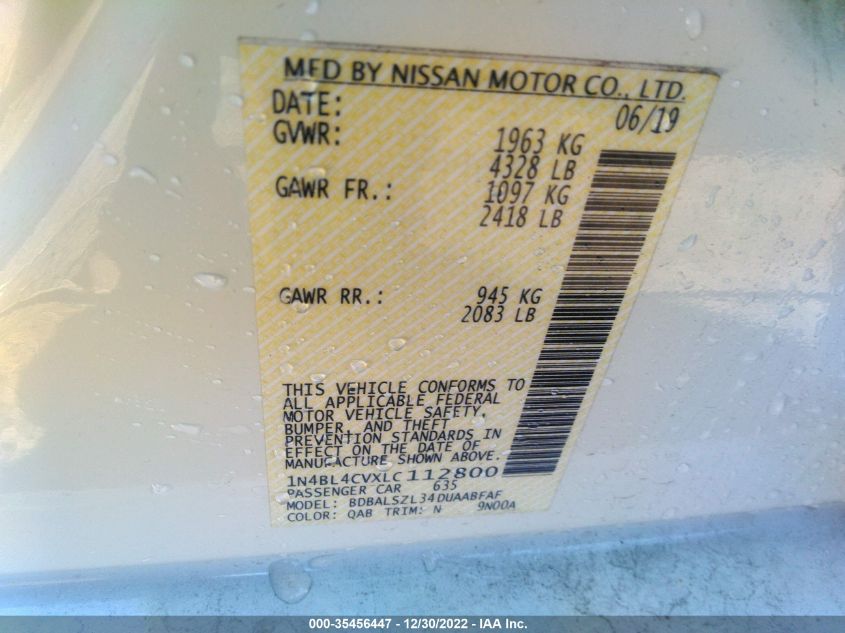 MFD BY NISSAN MOTOR CO., LTD.
DATE: 06/19
GVWR: 1963 KG
4328 LB
GAWR FR.: 1097 KG
2418 LB
GAWR RR.: 945 KG
2083 LB
THIS VEHICLE CONFORMS TO
ALL APPLICABLE FEDERAL
MOTOR VEHICLE SAFETY,
BUMPER, AND THEFT
PREVENTION STANDARDS IN
EFFECT ON THE DATE OF
MANUFACTURE SHOWN ABOVE.
1N4BL4CVXLC112800
PASSENGER CAR 635
MODEL: BDBALSZL34DUAABFAF
COLOR: QAB TRIM: N 9N00A
000-35456447 - 12/30/2022 - IAA Inc.